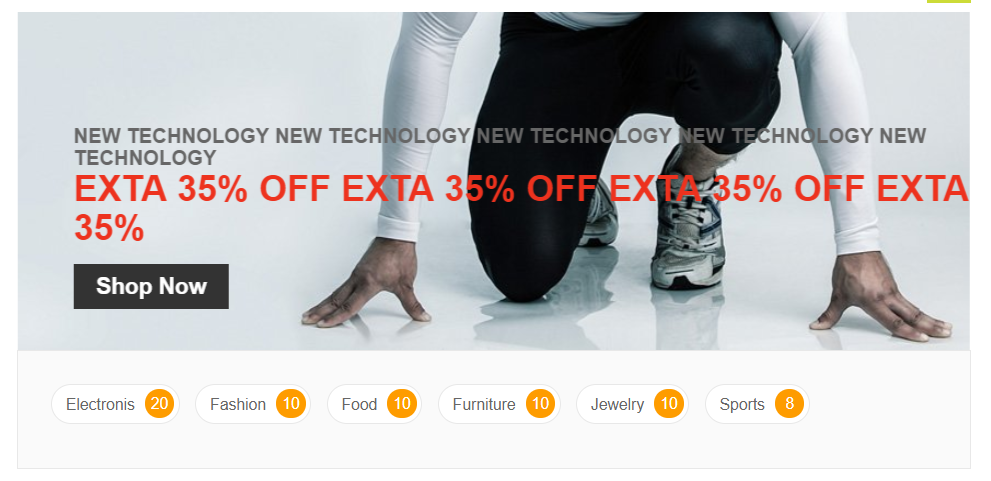 NEW TECHNOLOGY NEW TECHNOLOGY NEW TECHNOLOGY NEW TECHNOLOGY NEW
TECHNOLOGY
EXTA 35% OFF EXTA 35% OFF EXTA 35% OFF EXTA
35%
Shop Now
Electronis 20 Fashion 10 Food 10 Furniture 10 Jewelry 10 Sports 8